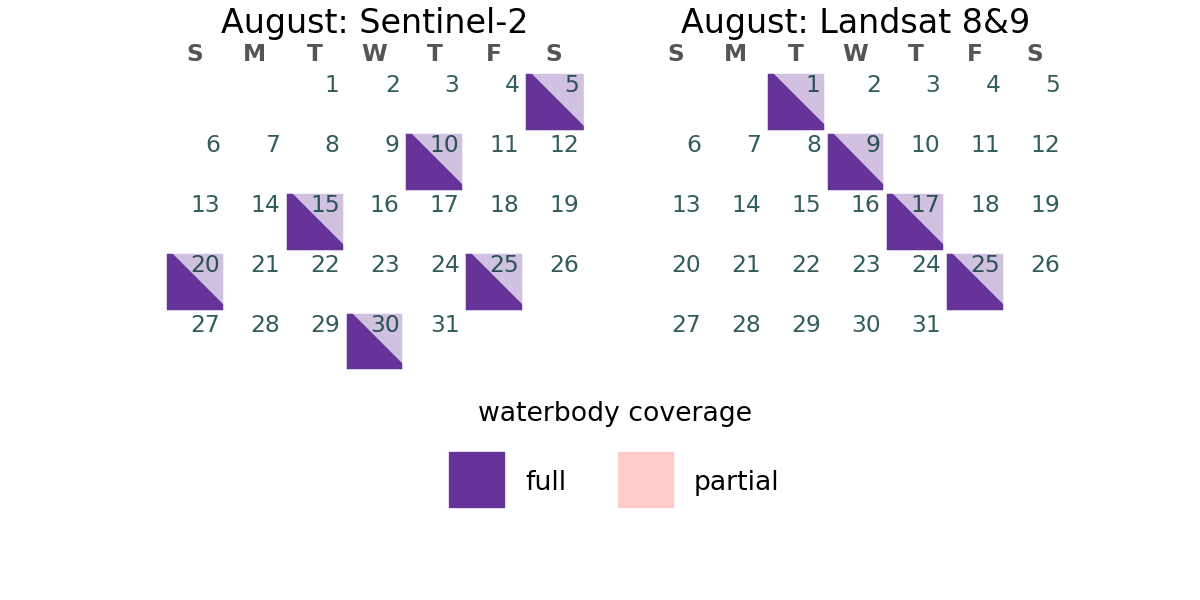 August: Sentinel-2
S M T W T F S
1 2 3 4 5
6 7 8 9 10 11 12
13 14 15 16 17 18 19
20 21 22 23 24 25 26
27 28 29 30 31
August: Landsat 8&9
S M T W T F S
1 2 3 4 5
6 7 8 9 10 11 12
13 14 15 16 17 18 19
20 21 22 23 24 25 26
27 28 29 30 31
waterbody coverage
full partial